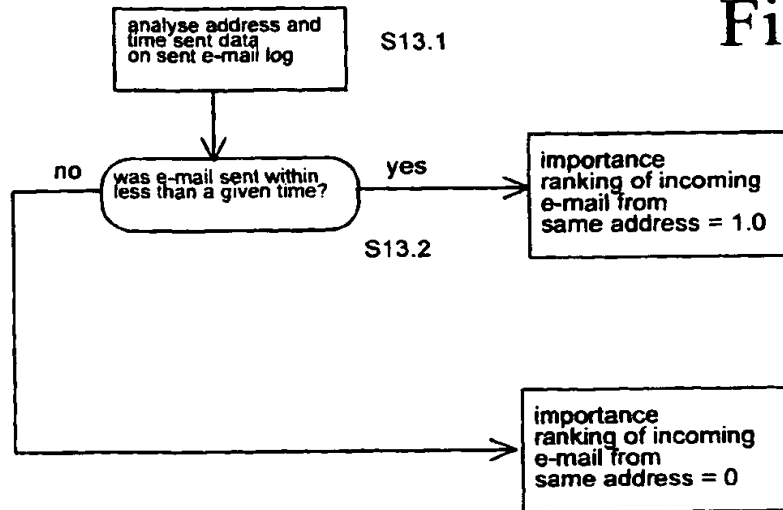 Fi
analyse address and
time sent data
on sent e-mail log
S13.1
no
was e-mail sent within
less than a given time?
yes
S13.2
importance
ranking of incoming
e-mail from
same address = 1.0
importance
ranking of incoming
e-mail from
same address = 0